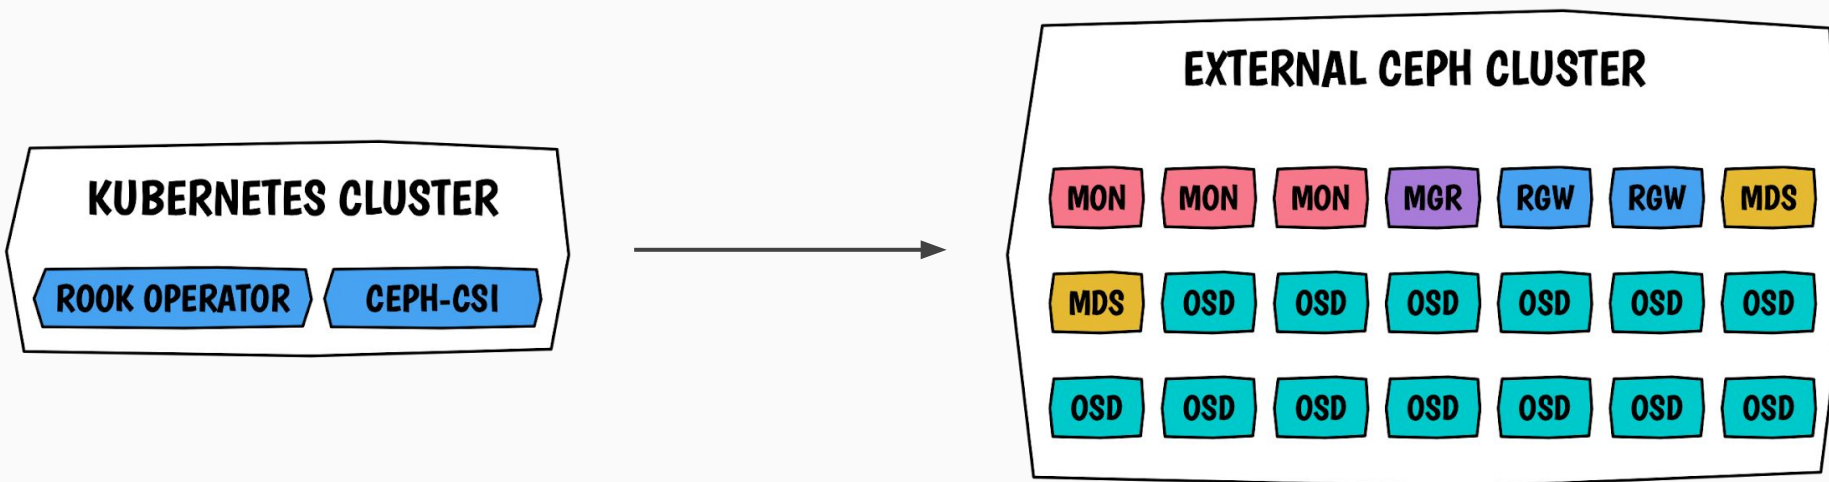 EXTERNAL CEPH CLUSTER
KUBERNETES CLUSTER
ROOK OPERATOR CEPH-CSI
MON MON MON MGR RGW RGW MDS
MDS OSD OSD OSD OSD OSD OSD
OSD OSD OSD OSD OSD OSD OSD